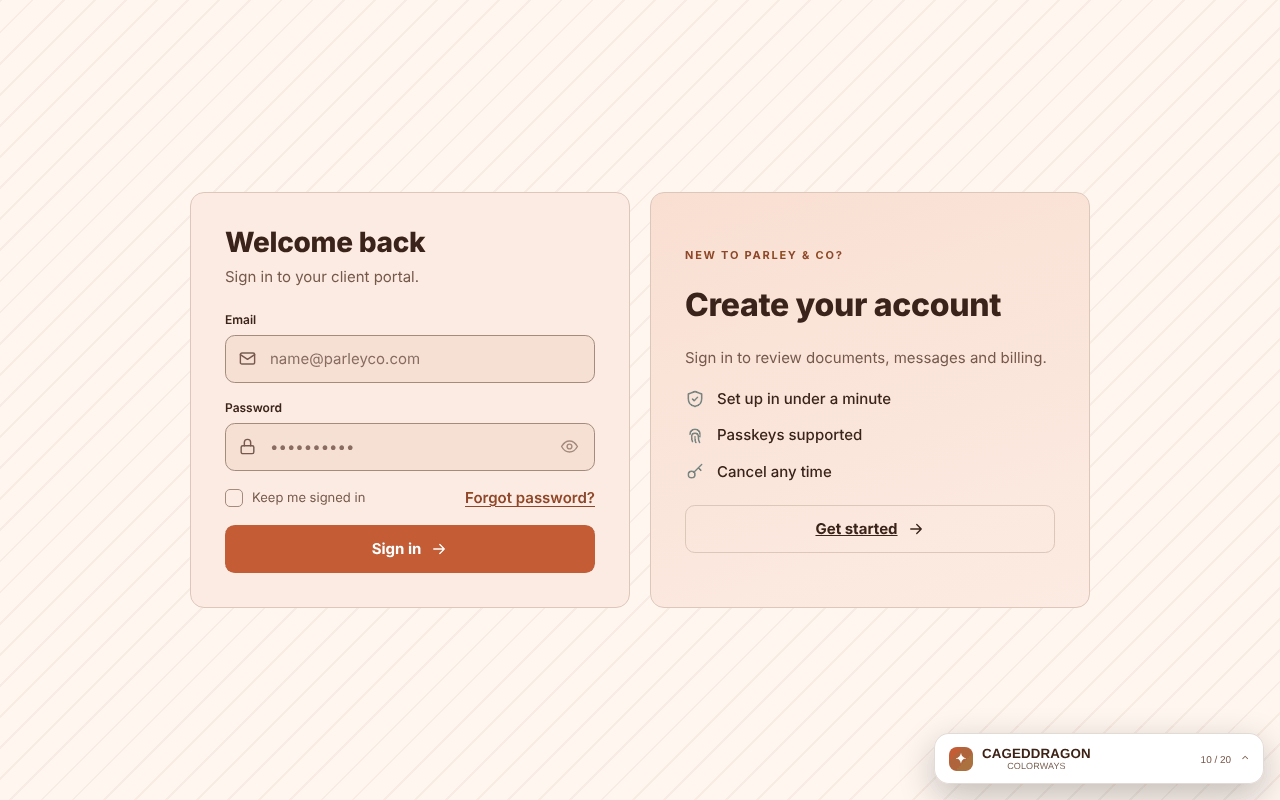 Welcome back
Sign in to your client portal.
Email
name@parleyco.com
Password
••••••••••
Keep me signed in
Forgot password?
Sign in →
NEW TO PARLEY & CO?
Create your account
Sign in to review documents, messages and billing.
Set up in under a minute
Passkeys supported
Cancel any time
Get started →
CAGEDDRAGON
COLORWAYS
10 / 20